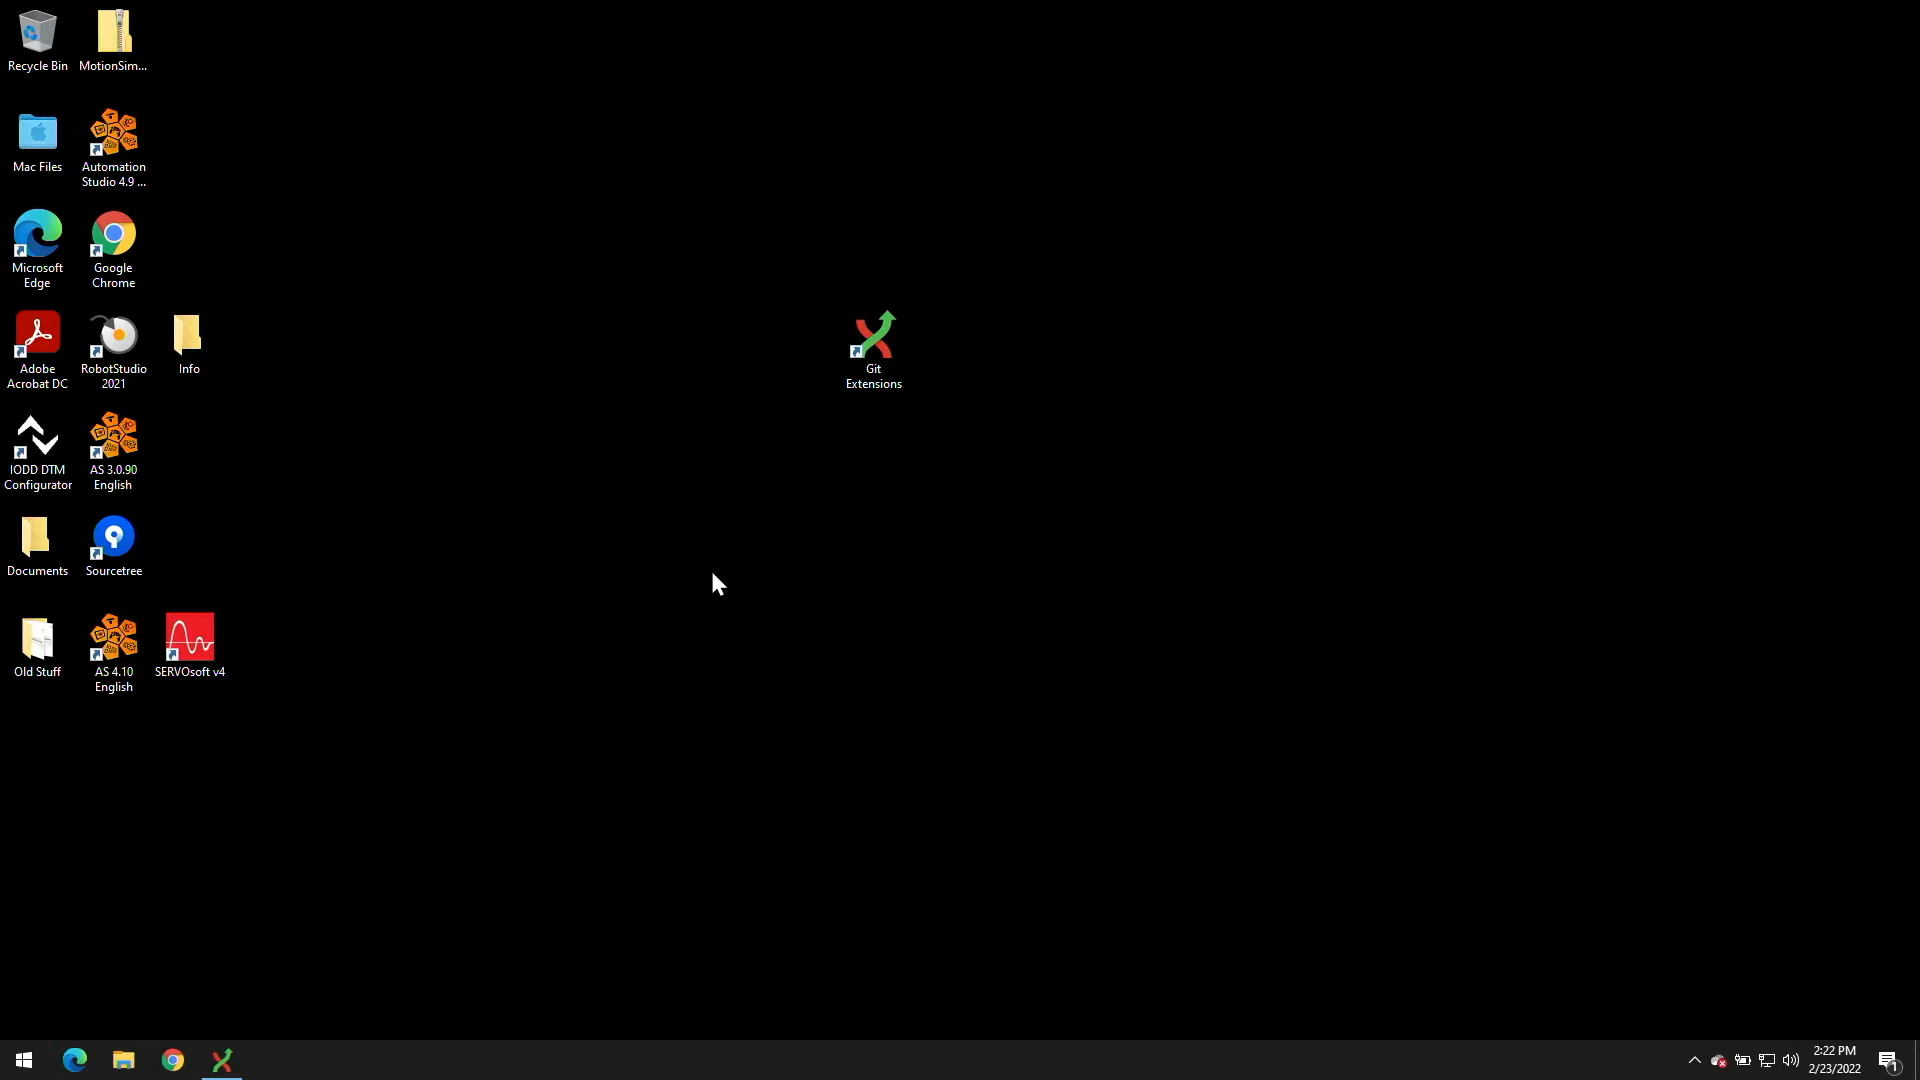 Recycle Bin
MotionSim...
Mac Files
Automation
Studio 4.9 ...
Microsoft
Edge
Google
Chrome
Adobe
Acrobat DC
RobotStudio
2021
Info
Git
Extensions
IODD DTM
Configurator
AS 3.0.90
English
Documents
Sourcetree
Old Stuff
AS 4.10
English
SERVOsoft v4
2:22 PM
2/23/2022
1